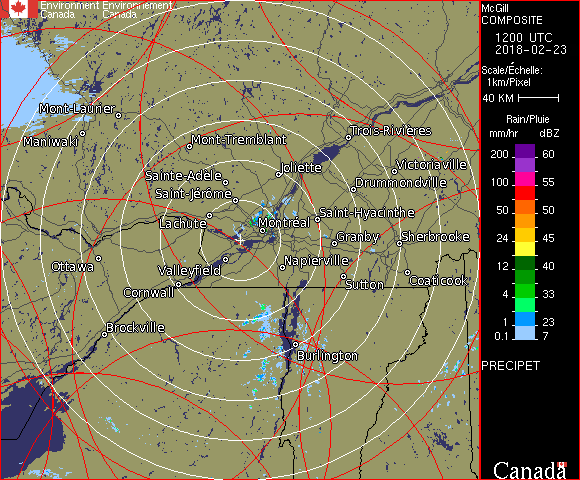 Environment Environnement
Canada Canada
McGill
COMPOSITE
1200 UTC
2018-02-23
Scale/Échelle:
1km/Pixel
40 KM
Rain/Pluie
mm/hr dBZ
200 60
100 55
50 50
24 45
12 40
4 33
1 23
0.1 7
PRECIPET
Canada
Mont-Laurier
Maniwaki
Mont-Tremblant
Trois-Rivières
Sainte-Adèle
Joliette
Victoriaville
Saint-Jérôme
Drummondville
Lachute
Montréal
Saint-Hyacinthe
Granby
Sherbrooke
Ottawa
Valleyfield
Napierville
Cornwall
Sutton
Coaticook
Brockville
Burlington